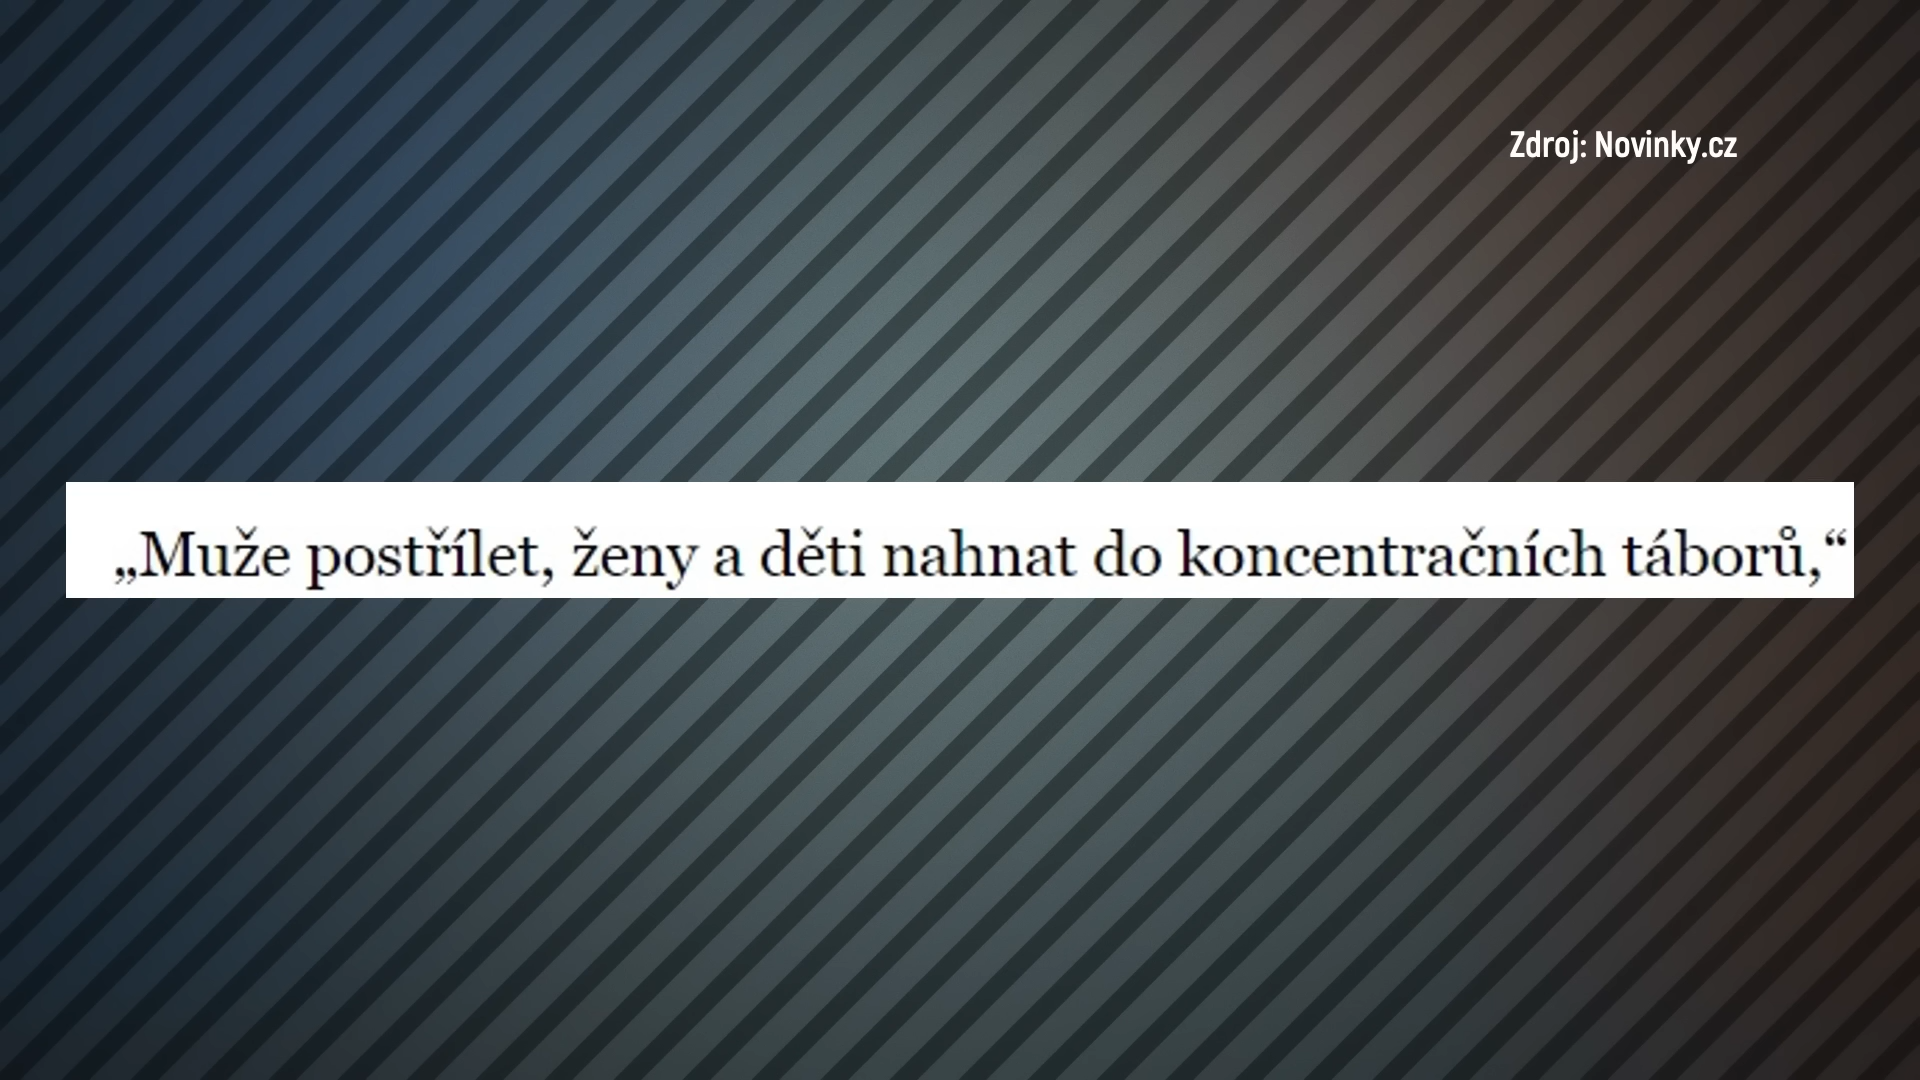 Zdroj: Novinky.cz
„Muže postřílet, ženy a děti nahnat do koncentračních táborů,“